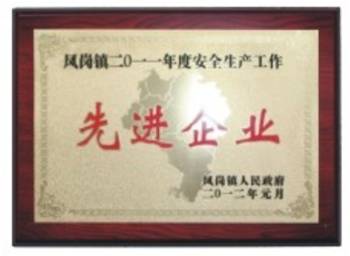 凤岗镇二〇一一年度安全生产工作
先进企业
凤岗镇人民政府
二〇一二年元月